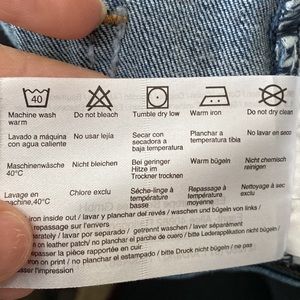 40
Machine wash warm Do not bleach Tumble dry low Warm iron Do not dry clean
Lavado a máquina con agua caliente No usar lejía Secar con secadora a baja temperatura Planchar a temperatura tibia No lavar en seco
Maschinenwäsche 40°C Nicht bleichen Bei geringer Hitze im Trockner trocknen Warm bügeln Nicht chemisch reinigen
Lavage en machine,40°C Chlore exclu Séche-linge à température basse Repassage à température moyenne Nettoyage à sec exclu
iron inside out / lavar y planchar del revés / waschen und bügeln von links /
repassage sur l'envers
separately / lavar por separado / getrennt waschen / laver séparément
on leather patch/ no planchar el parche de cuero / bitte Lederapplikation nicht bügeln /
repasser la pièce rapportée en cuir
iron on print / no planchar el estampado / bitte Druck nicht bügeln / ne pas
repasser l'impression